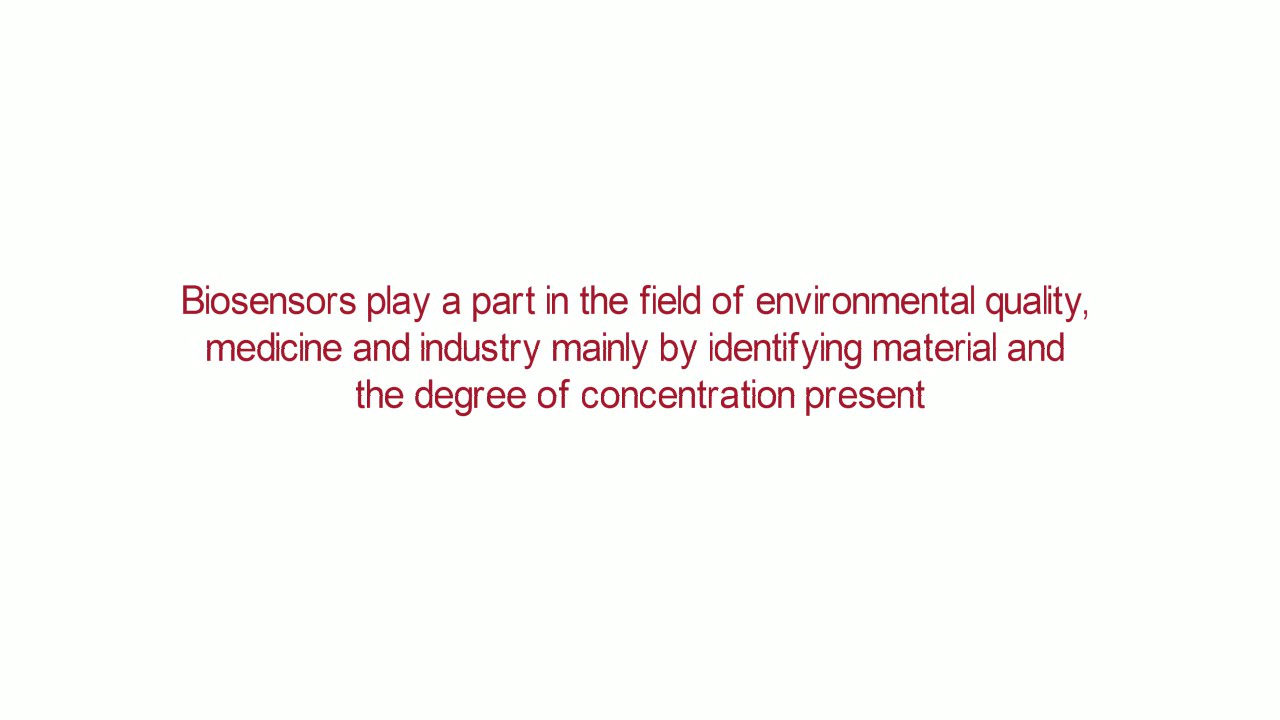 Biosensors play a part in the field of environmental quality,
medicine and industry mainly by identifying material and
the degree of concentration present